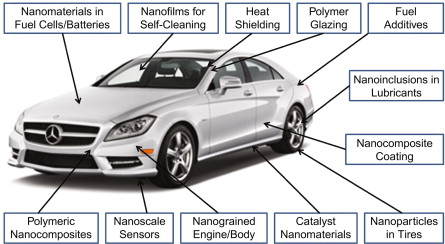 Nanomaterials in
Fuel Cells/Batteries
Nanofilms for
Self-Cleaning
Heat
Shielding
Polymer
Glazing
Fuel
Additives
Nanoinclusions in
Lubricants
Nanocomposite
Coating
Polymeric
Nanocomposites
Nanoscale
Sensors
Nanograined
Engine/Body
Catalyst
Nanomaterials
Nanoparticles
in Tires